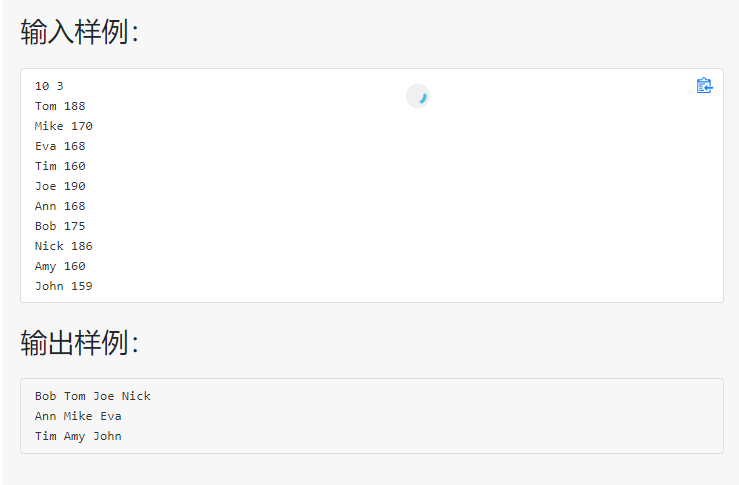 输入样例：
10 3
Tom 188
Mike 170
Eva 168
Tim 160
Joe 190
Ann 168
Bob 175
Nick 186
Amy 160
John 159
输出样例：
Bob Tom Joe Nick
Ann Mike Eva
Tim Amy John